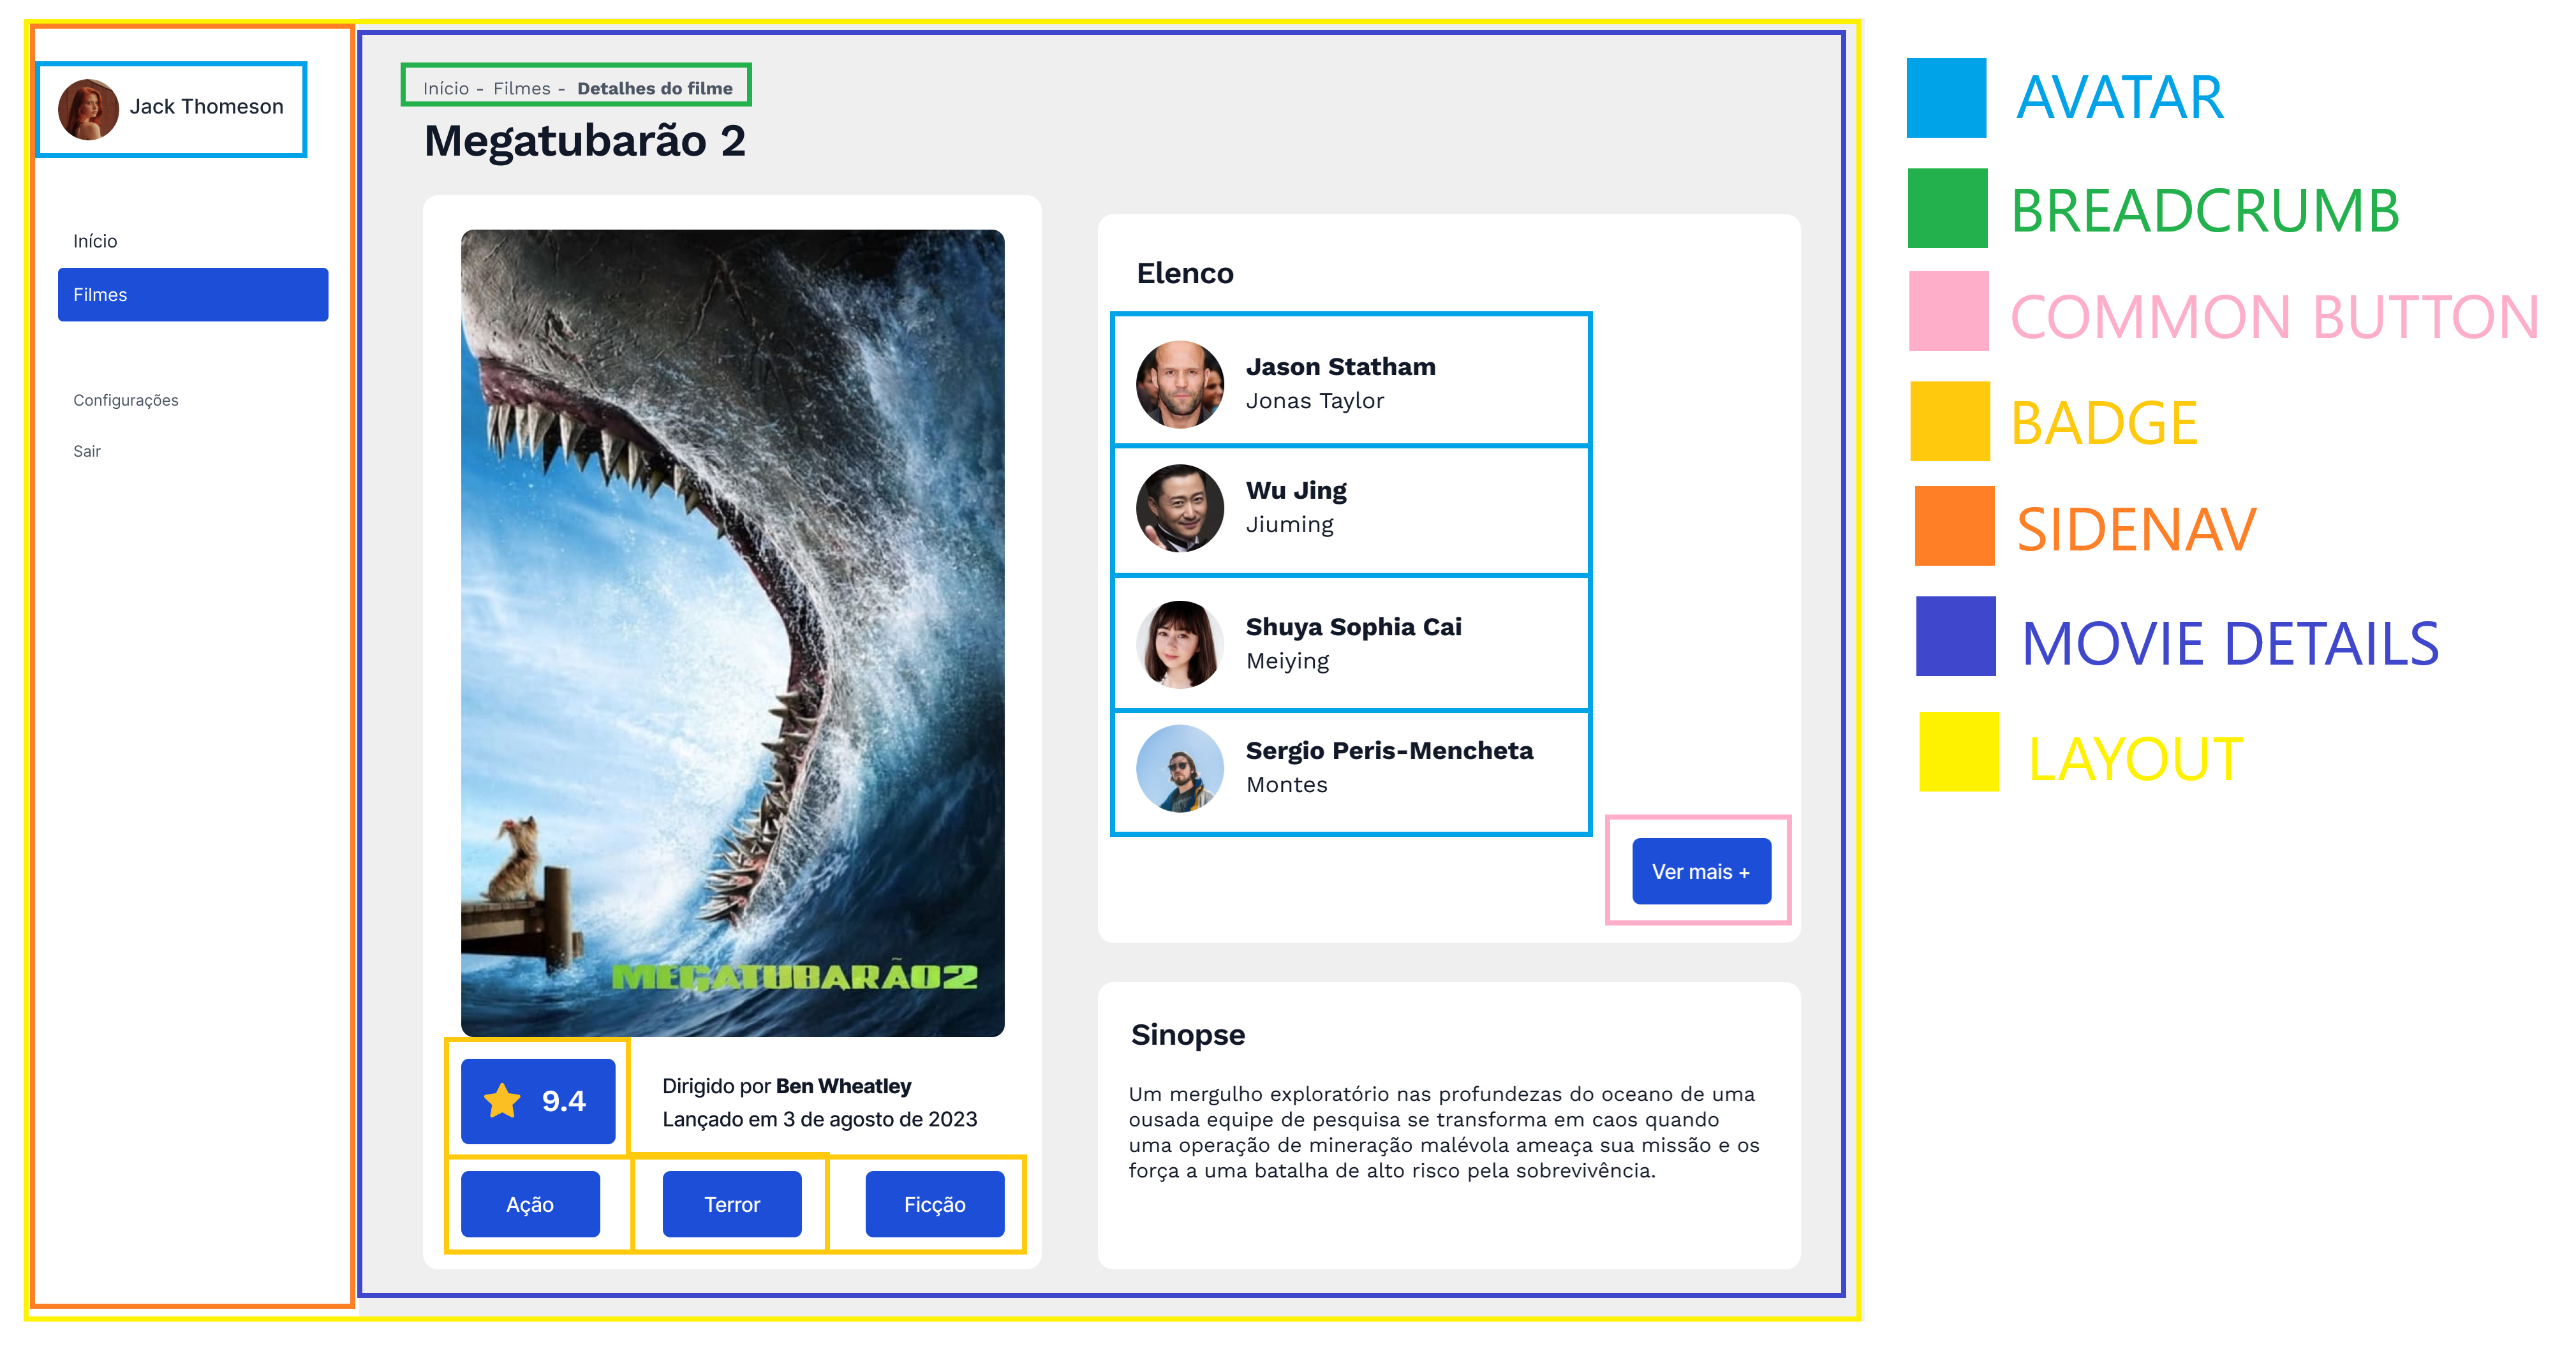 Jack Thomeson
Início
Filmes
Configurações
Sair
Início - Filmes - Detalhes do filme
Megatubarão 2
MEGATUBARÃO2
9.4
Dirigido por Ben Wheatley
Lançado em 3 de agosto de 2023
Ação
Terror
Ficção
Elenco
Jason Statham
Jonas Taylor
Wu Jing
Jiuming
Shuya Sophia Cai
Meiying
Sergio Peris-Mencheta
Montes
Ver mais +
Sinopse
Um mergulho exploratório nas profundezas do oceano de uma
ousada equipe de pesquisa se transforma em caos quando
uma operação de mineração malévola ameaça sua missão e os
força a uma batalha de alto risco pela sobrevivência.
AVATAR
BREADCRUMB
COMMON BUTTON
BADGE
SIDENAV
MOVIE DETAILS
LAYOUT